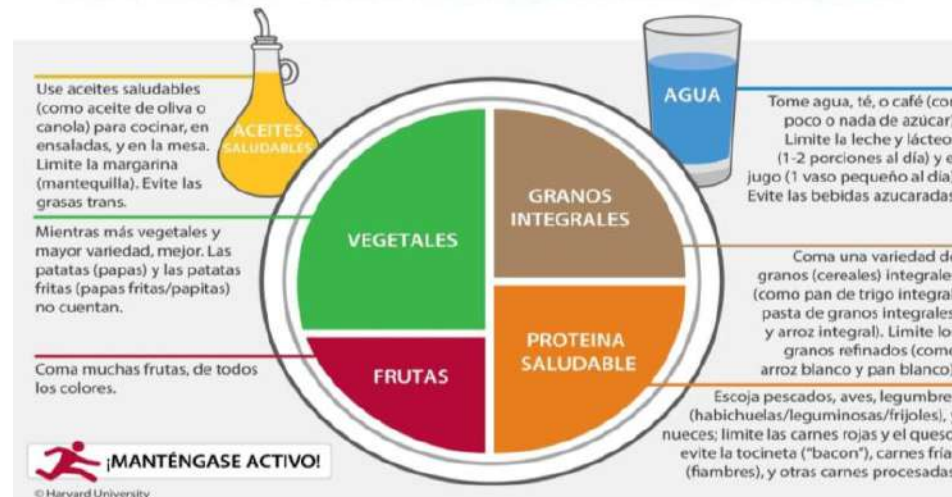 Use aceites saludables
(como aceite de oliva o
canola) para cocinar, en
ensaladas, y en la mesa.
Limite la margarina
(mantequilla). Evite las
grasas trans.
ACEITES
SALUDABLES
AGUA
Tome agua, té, o café (con
poco o nada de azúcar)
Limite la leche y lácteo
(1-2 porciones al día) y e
jugo (1 vaso pequeño al día)
Evite las bebidas azucaradas
Mientras más vegetales y
mayor variedad, mejor. Las
patatas (papas) y las patatas
fritas (papas fritas/papitas)
no cuentan.
VEGETALES
GRANOS
INTEGRALES
Coma una variedad de
granos (cereales) integrale
(como pan de trigo integral
pasta de granos integrales
y arroz integral). Limite lo
granos refinados (como
arroz blanco y pan blanco)
Coma muchas frutas, de todos
los colores.
FRUTAS
PROTEINA
SALUDABLE
Escoja pescados, aves, legumbre
(habichuelas/leguminosas/frijoles), y
nueces; limite las carnes rojas y el queso
evite la tocineta ("bacon"), carnes fría
(fiambres), y otras carnes procesadas
¡MANTÉNGASE ACTIVO!
© Harvard University